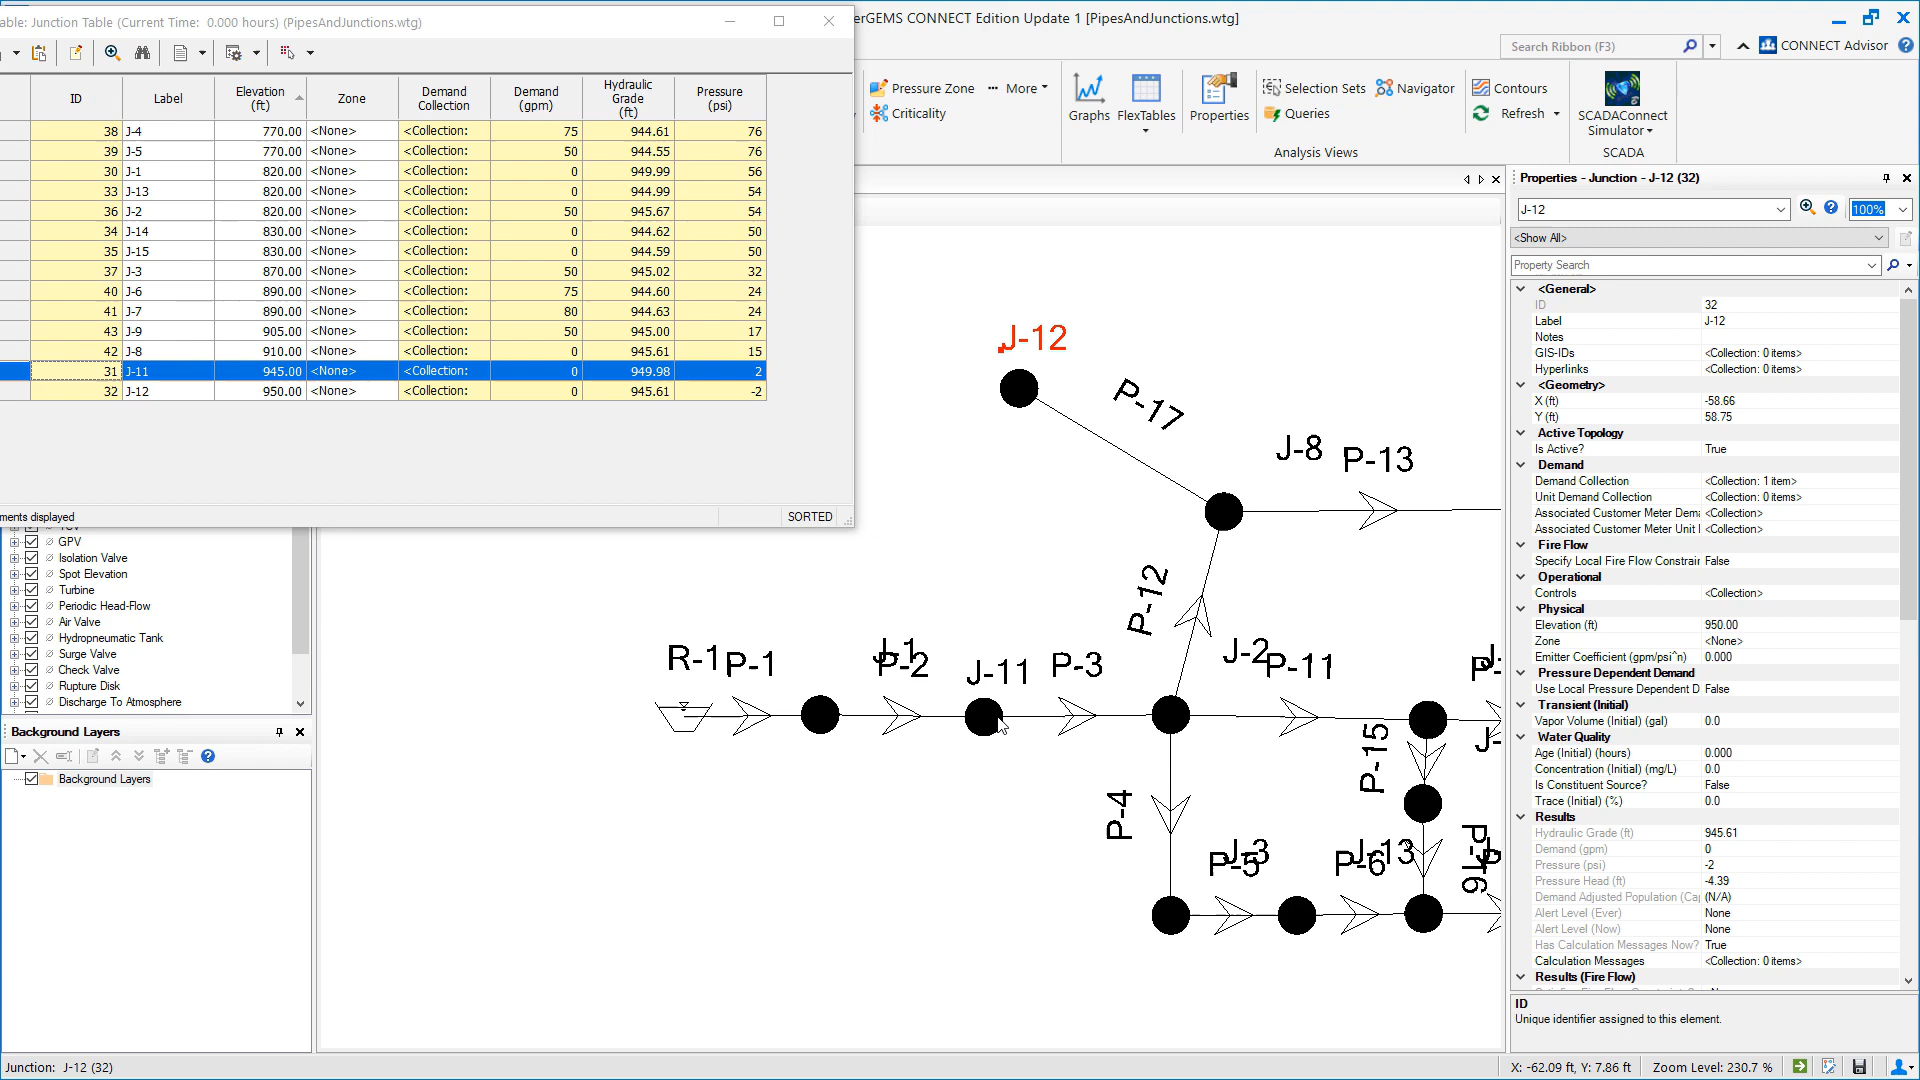 able: Junction Table (Current Time: 0.000 hours) (PipesAndJunctions.wtg)
erGEMS CONNECT Edition Update 1 [PipesAndJunctions.wtg]
Search Ribbon (F3)
CONNECT Advisor
Pressure Zone
More
Criticality
Graphs
FlexTables
Properties
Selection Sets
Navigator
Queries
Contours
Refresh
SCADAConnect
Simulator
Analysis Views
SCADA
ID Label Elevation (ft) Zone Demand Collection Demand (gpm) Hydraulic Grade (ft) Pressure (psi)
38 J-4 770.00 <None> <Collection: 75 944.61 76
39 J-5 770.00 <None> <Collection: 50 944.55 76
30 J-1 820.00 <None> <Collection: 0 949.99 56
33 J-13 820.00 <None> <Collection: 0 944.99 54
36 J-2 820.00 <None> <Collection: 50 945.67 54
34 J-14 830.00 <None> <Collection: 0 944.62 50
35 J-15 830.00 <None> <Collection: 0 944.59 50
37 J-3 870.00 <None> <Collection: 50 945.02 32
40 J-6 890.00 <None> <Collection: 75 944.60 24
41 J-7 890.00 <None> <Collection: 80 944.63 24
43 J-9 905.00 <None> <Collection: 50 945.00 17
42 J-8 910.00 <None> <Collection: 0 945.61 15
31 J-11 945.00 <None> <Collection: 0 949.98 2
32 J-12 950.00 <None> <Collection: 0 945.61 -2
ments displayed
SORTED
GPV
Isolation Valve
Spot Elevation
Turbine
Periodic Head-Flow
Air Valve
Hydropneumatic Tank
Surge Valve
Check Valve
Rupture Disk
Discharge To Atmosphere
Background Layers
Background Layers
J-12
P-17
J-8
P-13
P-12
R-1
P-1
J-1
P-2
J-11
P-3
J-2
P-11
P-15
P-4
J-3
P-5
J-13
P-6
P-16
Properties - Junction - J-12 (32)
J-12
100%
<Show All>
Property Search
<General>
ID 32
Label J-12
Notes
GIS-IDs <Collection: 0 items>
Hyperlinks <Collection: 0 items>
<Geometry>
X (ft) -58.66
Y (ft) 58.75
Active Topology
Is Active? True
Demand
Demand Collection <Collection: 1 item>
Unit Demand Collection <Collection: 0 items>
Associated Customer Meter Dema <Collection>
Associated Customer Meter Unit <Collection>
Fire Flow
Specify Local Fire Flow Constrair False
Operational
Controls <Collection>
Physical
Elevation (ft) 950.00
Zone <None>
Emitter Coefficient (gpm/psi^n) 0.000
Pressure Dependent Demand
Use Local Pressure Dependent D False
Transient (Initial)
Vapor Volume (Initial) (gal) 0.0
Water Quality
Age (Initial) (hours) 0.000
Concentration (Initial) (mg/L) 0.0
Is Constituent Source? False
Trace (Initial) (%) 0.0
Results
Hydraulic Grade (ft) 945.61
Demand (gpm) 0
Pressure (psi) -2
Pressure Head (ft) -4.39
Demand Adjusted Population (Cap (N/A)
Alert Level (Ever) None
Alert Level (Now) None
Has Calculation Messages Now? True
Calculation Messages <Collection: 0 items>
Results (Fire Flow)
ID
Unique identifier assigned to this element.
Junction: J-12 (32)
X: -62.09 ft, Y: 7.86 ft
Zoom Level: 230.7 %